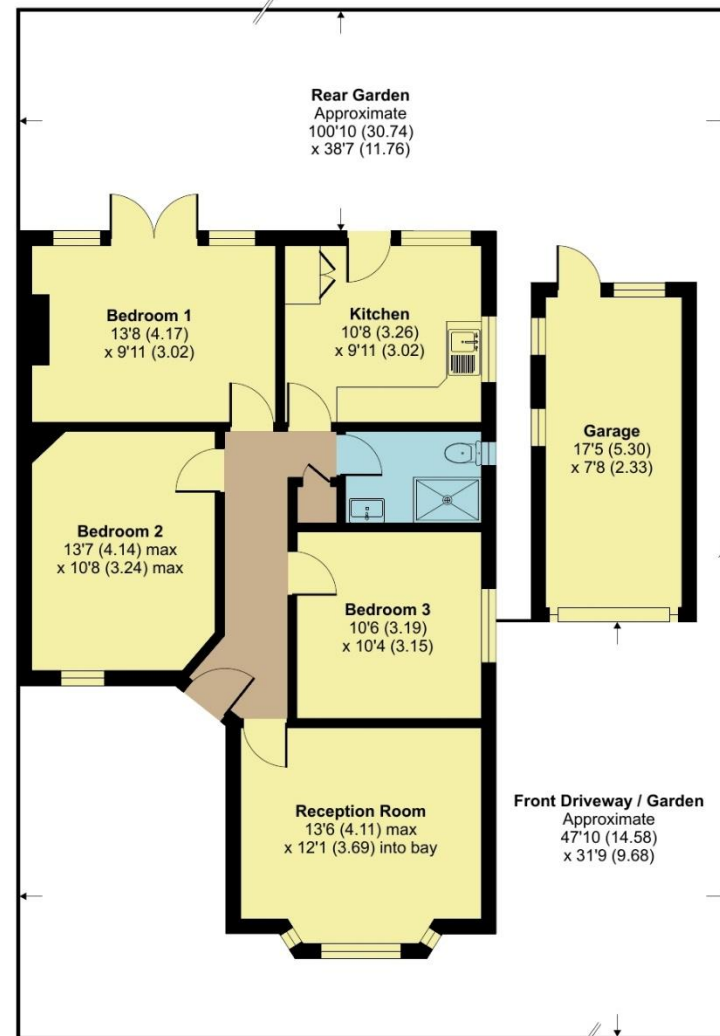 Rear Garden
Approximate
100'10 (30.74)
x 38'7 (11.76)
Bedroom 1
13'8 (4.17)
x 9'11 (3.02)
Kitchen
10'8 (3.26)
x 9'11 (3.02)
Garage
17'5 (5.30)
x 7'8 (2.33)
Bedroom 2
13'7 (4.14) max
x 10'8 (3.24) max
Bedroom 3
10'6 (3.19)
x 10'4 (3.15)
Reception Room
13'6 (4.11) max
x 12'1 (3.69) into bay
Front Driveway / Garden
Approximate
47'10 (14.58)
x 31'9 (9.68)